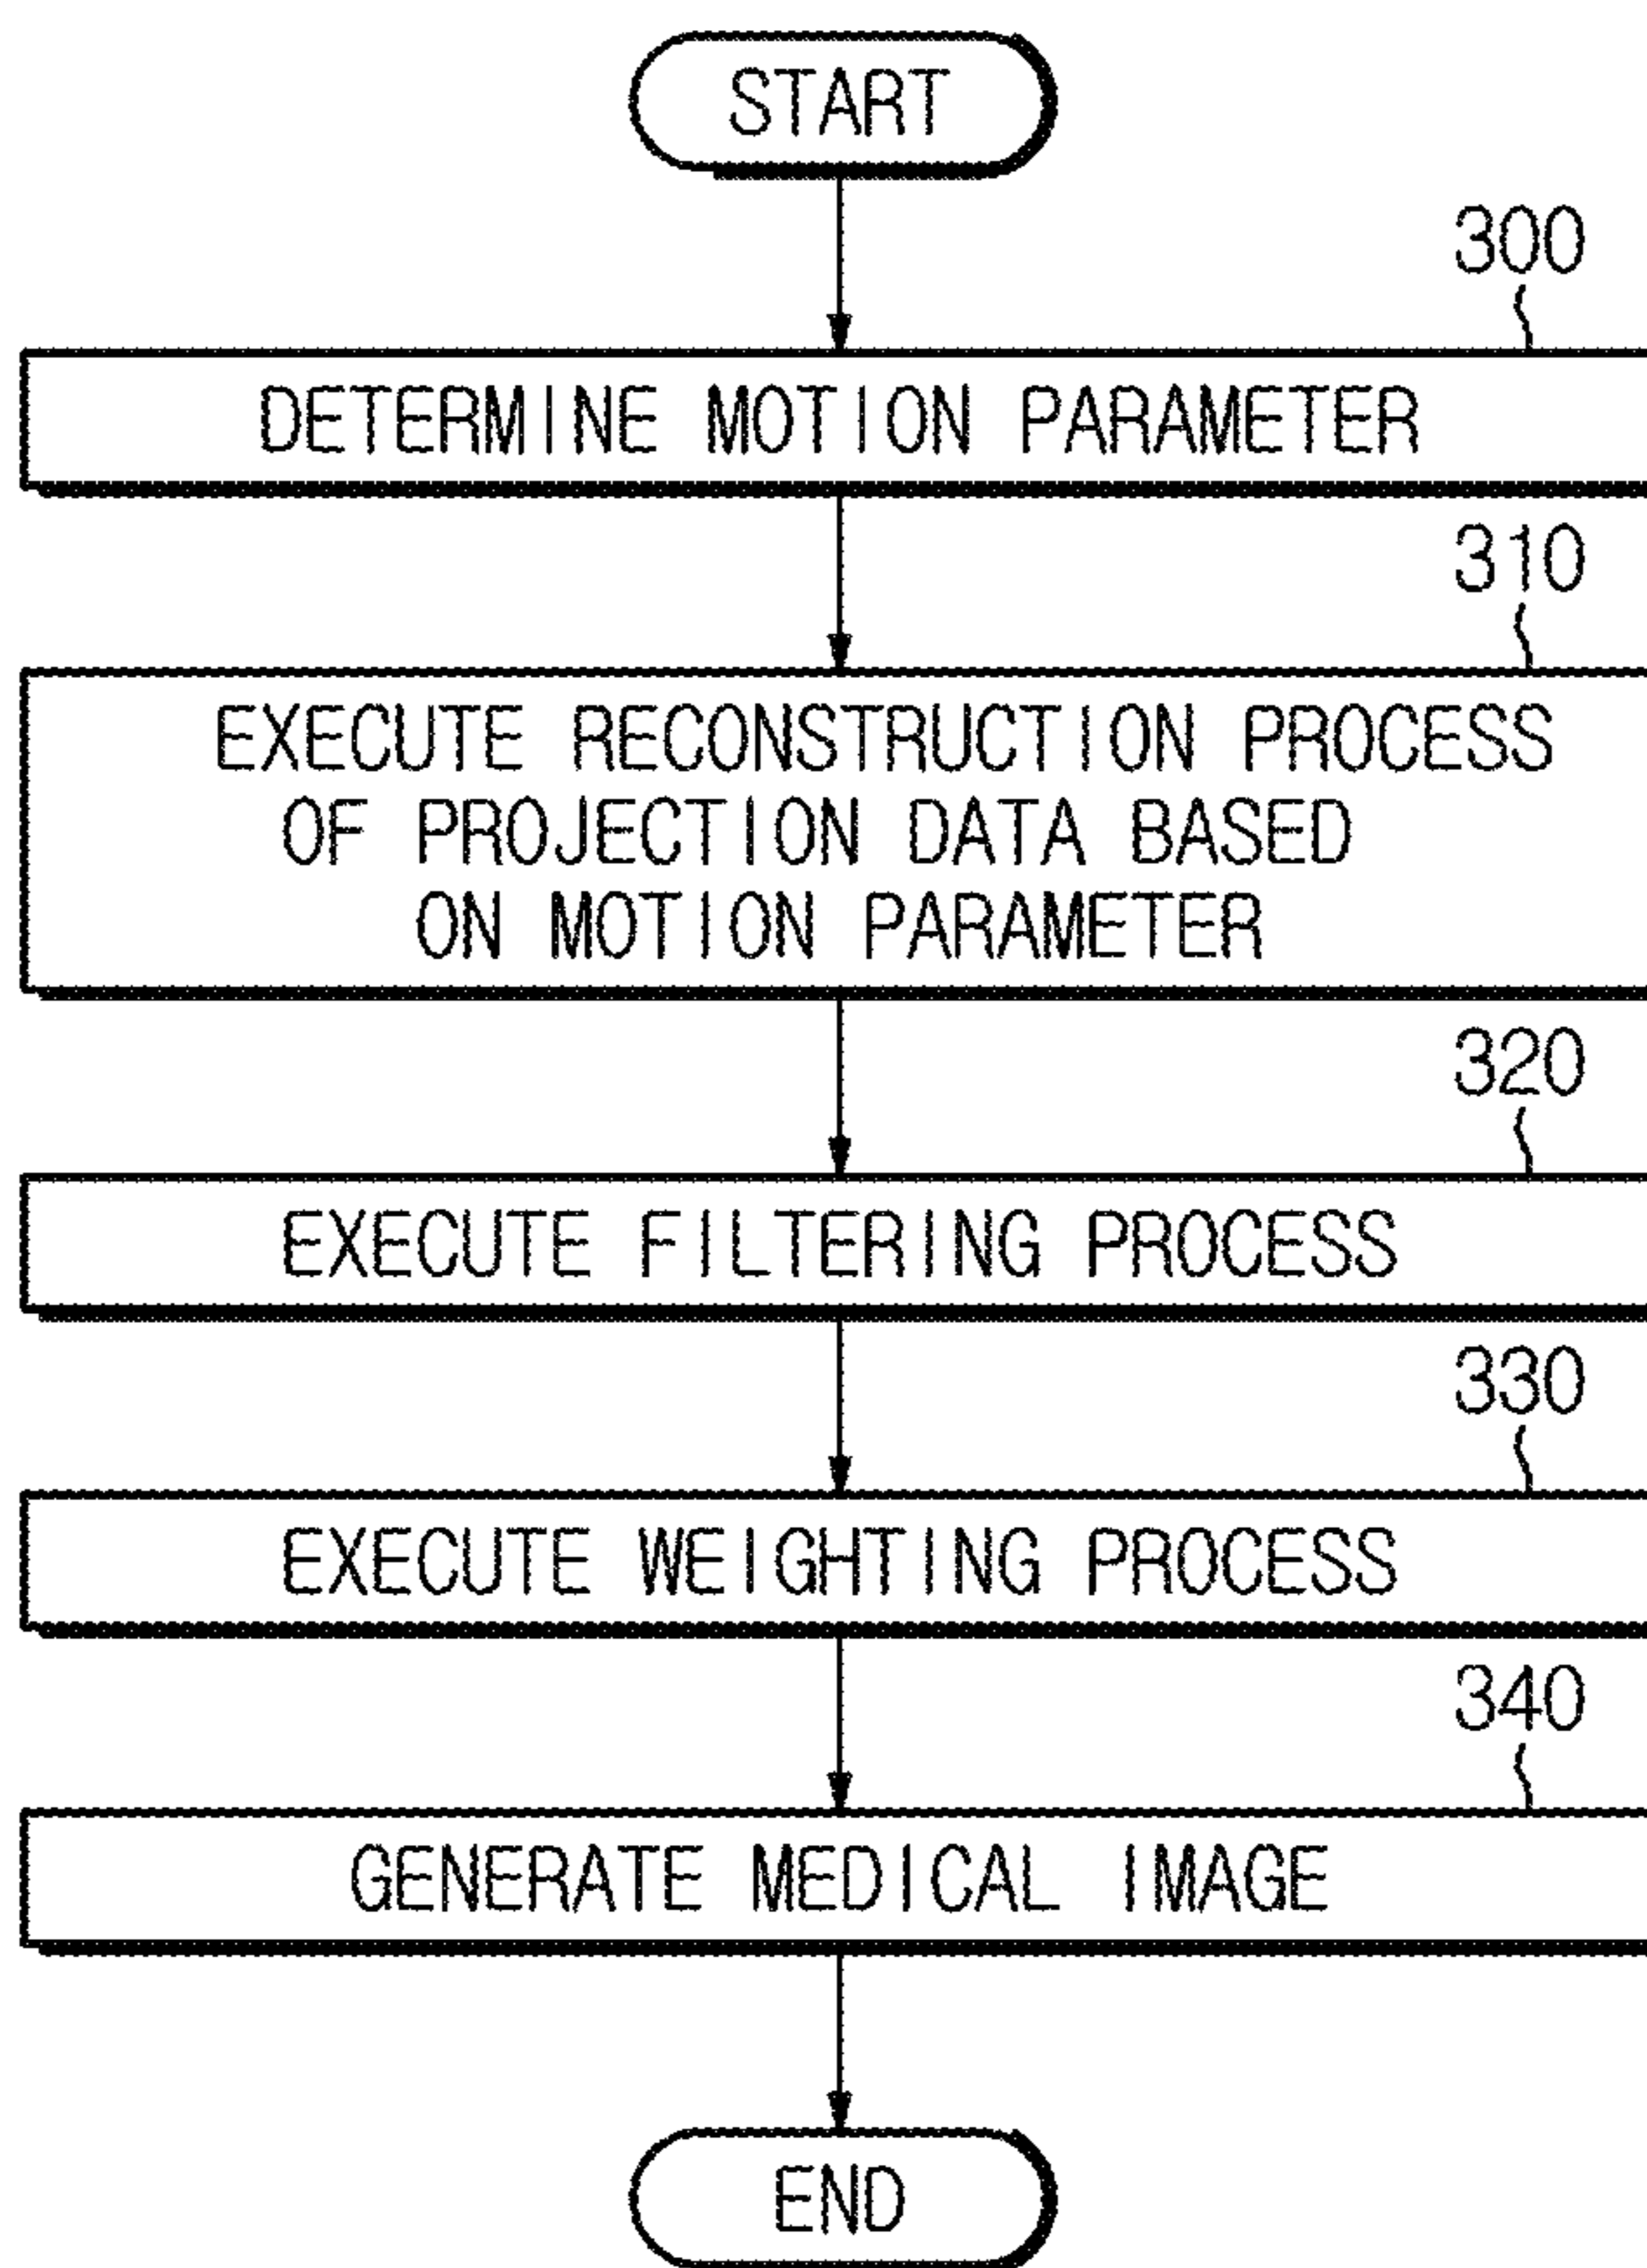 START
300
DETERMINE MOTION PARAMETER
310
EXECUTE RECONSTRUCTION PROCESS
OF PROJECTION DATA BASED
ON MOTION PARAMETER
320
EXECUTE FILTERING PROCESS
330
EXECUTE WEIGHTING PROCESS
340
GENERATE MEDICAL IMAGE
END